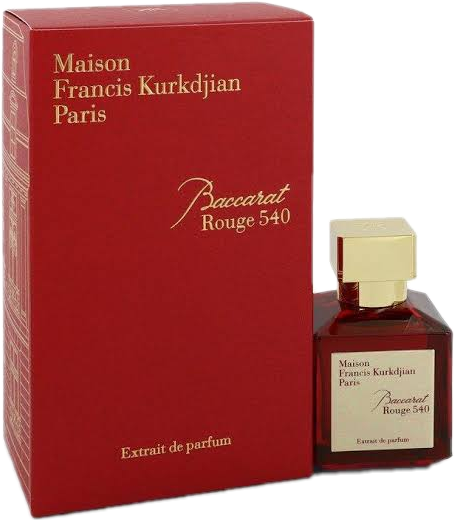 Maison
Francis Kurkdjian
Paris
Baccarat
Rouge 540
Extrait de parfum
Maison
Francis Kurkdjian
Paris
Baccarat
Rouge 540
Extrait de parfum